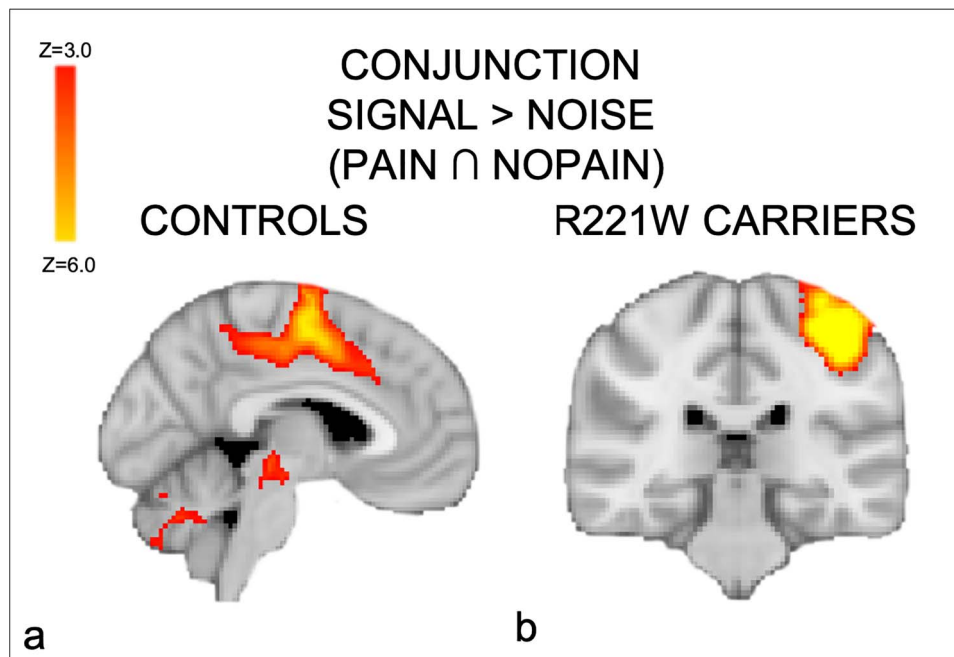 Z=3.0
CONJUNCTION
SIGNAL > NOISE
(PAIN ∩ NOPAIN)
CONTROLS
R221W CARRIERS
Z=6.0
a
b